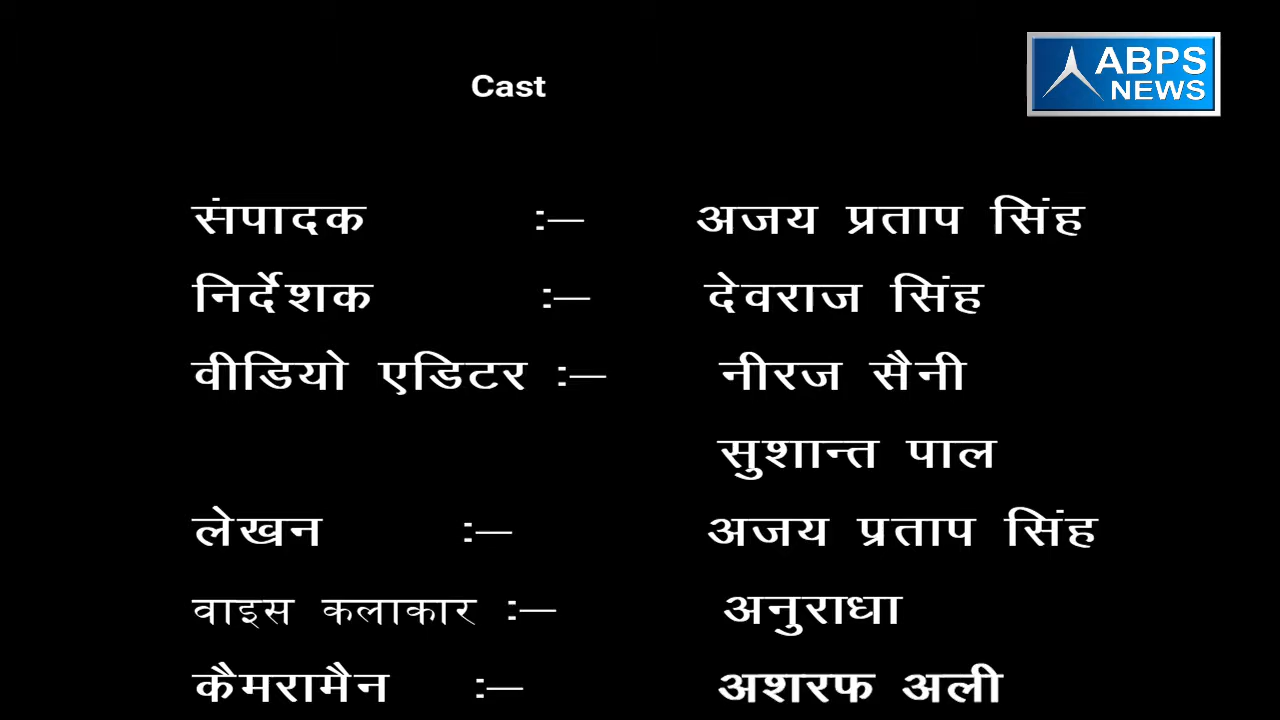 ABPS
NEWS
Cast
संपादक :— अजय प्रताप सिंह
निर्देशक :— देवराज सिंह
वीडियो एडिटर :— नीरज सैनी
सुशान्त पाल
लेखन :— अजय प्रताप सिंह
वाइस कलाकार :— अनुराधा
कैमरामैन :— अशरफ अली